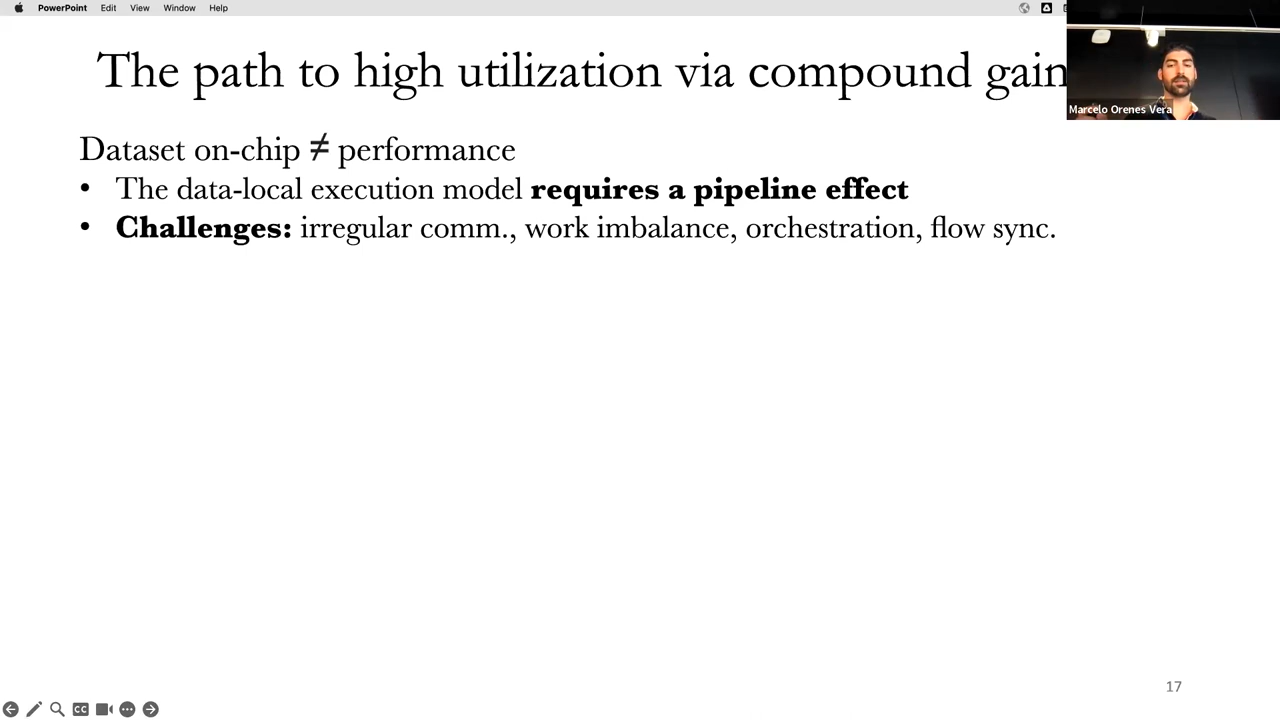 PowerPoint Edit View Window Help
The path to high utilization via compound gain
Marcelo Orenes Vera
Dataset on-chip ≠ performance
• The data-local execution model requires a pipeline effect
• Challenges: irregular comm., work imbalance, orchestration, flow sync.
17
CC